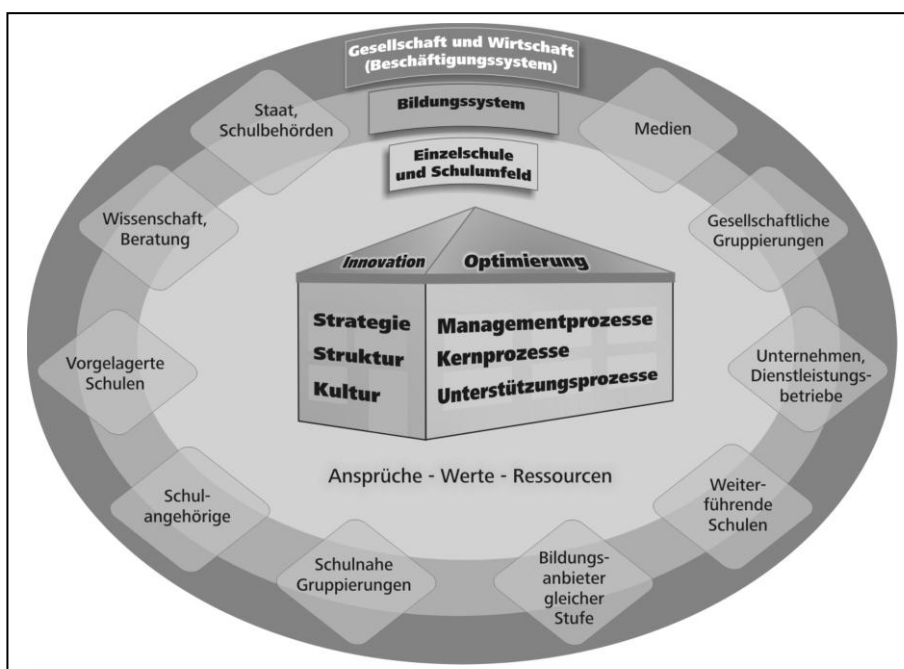 Gesellschaft und Wirtschaft
(Beschäftigungssystem)
Bildungssystem
Einzelschule
und Schulumfeld
Staat,
Schulbehörden
Medien
Wissenschaft,
Beratung
Gesellschaftliche
Gruppierungen
Innovation
Optimierung
Strategie
Struktur
Kultur
Managementprozesse
Kernprozesse
Unterstützungsprozesse
Vorgelagerte
Schulen
Unternehmen,
Dienstleistungs-
betriebe
Ansprüche - Werte - Ressourcen
Schul-
angehörige
Weiter-
führende
Schulen
Schulnahe
Gruppierungen
Bildungs-
anbieter
gleicher
Stufe